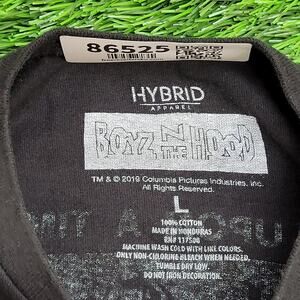 86525
HYBRID
APPAREL
BOYZ N THE HOOD
TM & © 2019 Columbia Pictures Industries, Inc.
All Rights Reserved.
L
100% COTTON
MADE IN HONDURAS
RN# 117500
MACHINE WASH COLD WITH LIKE COLORS.
ONLY NON-CHLORINE BLEACH WHEN NEEDED.
TUMBLE DRY LOW.
DO NOT IRON DECORATION.